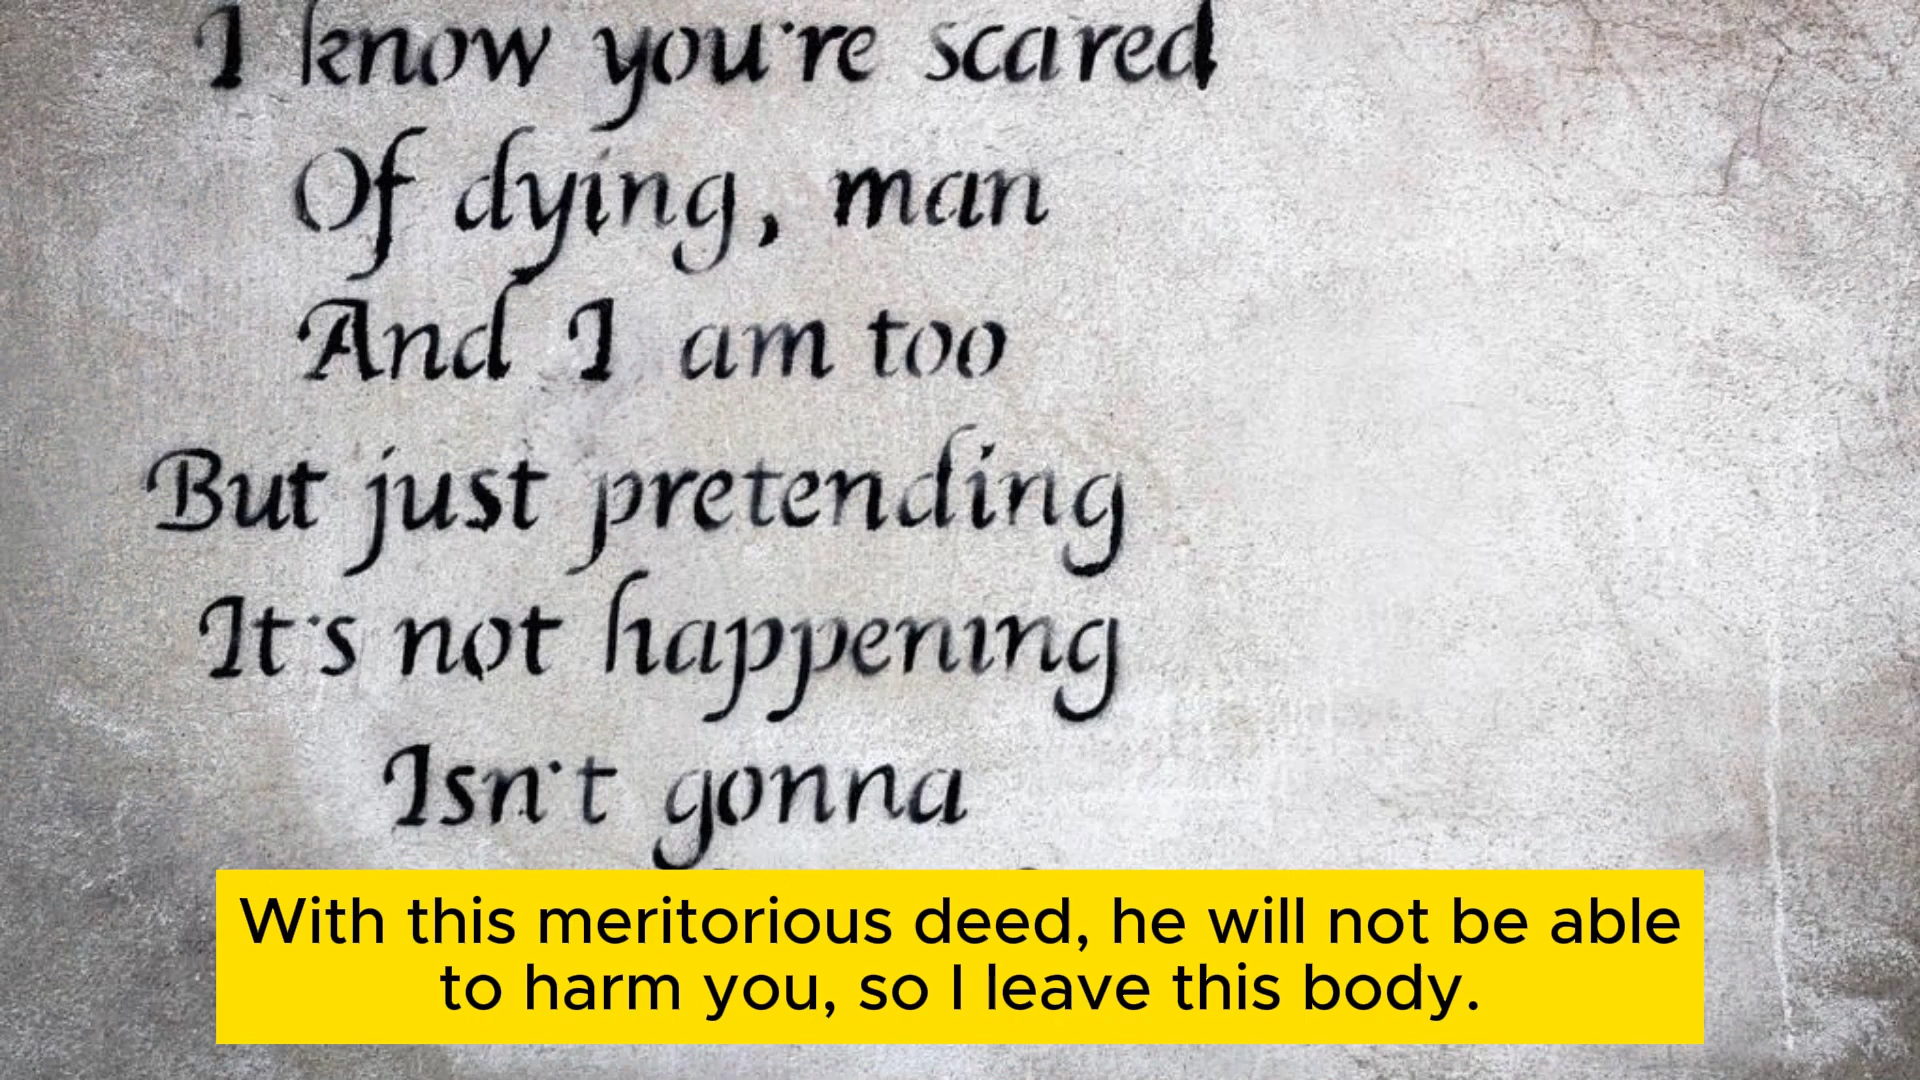 I know you're scared
Of dying, man
And I am too
But just pretending
It's not happening
Isn't gonna
With this meritorious deed, he will not be able
to harm you, so I leave this body.